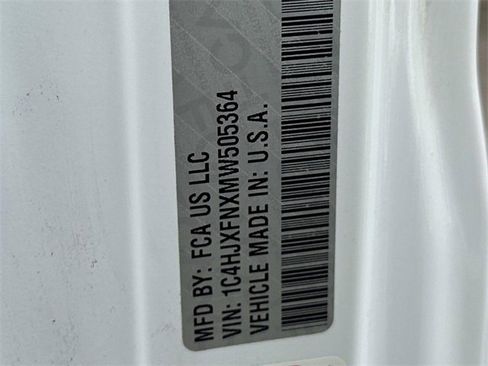 MFD BY: FCA US LLC
VIN: 1C4HJXFNXMW505364
VEHICLE MADE IN: U.S.A.